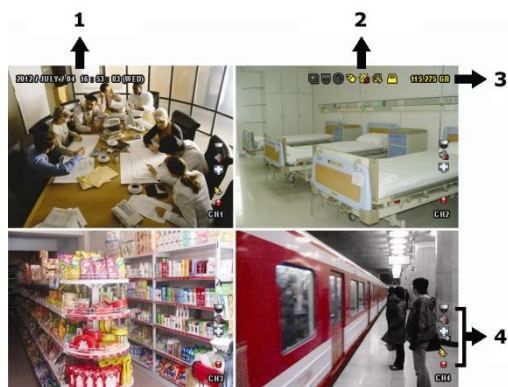 1
2
2012 / JULY / 04 16 : 53 : 03 (WED)
115.275 GB
3
CH1
CH2
CH3
CH4
4